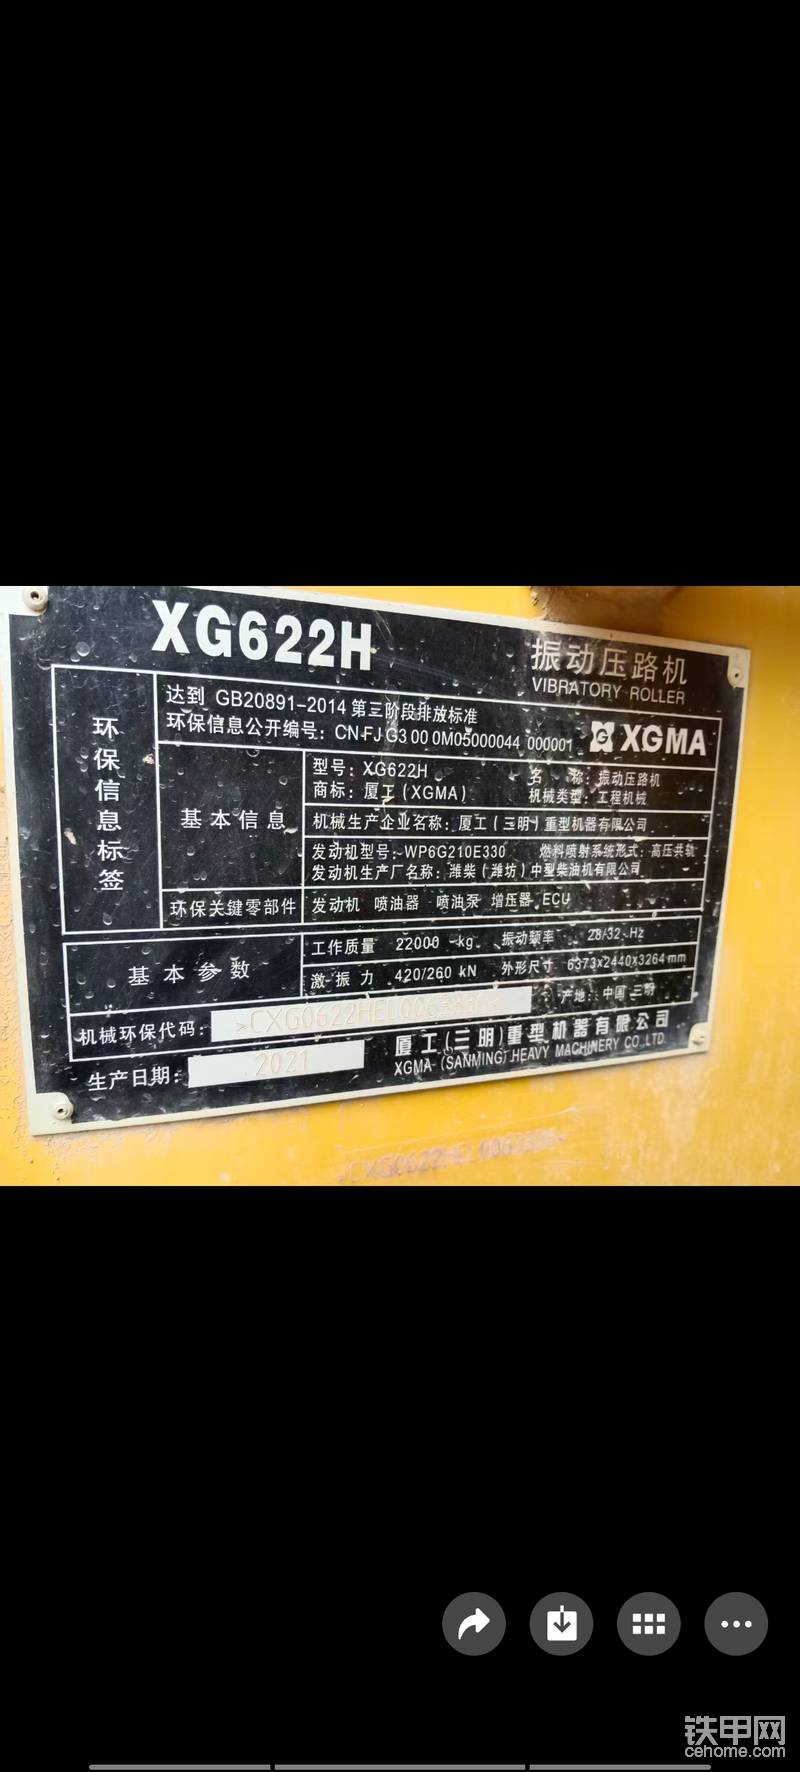 XG622H
振动压路机
VIBRATORY ROLLER
环保信息标签
达到 GB20891-2014 第三阶段排放标准
环保信息公开编号: CN FJ G3 00 0M05000044 000001
XGMA
基本信息
型号: XG622H 名 称: 振动压路机
商标: 厦工(XGMA) 机械类型: 工程机械
机械生产企业名称: 厦工(三明)重型机器有限公司
发动机型号: WP6G210E330 燃料喷射系统形式: 高压共轨
发动机生产厂名称: 潍柴(潍坊)中型柴油机有限公司
环保关键零部件
发动机 喷油器 喷油泵 增压器 ECU
基本参数
工作质量 22000 kg 振动频率 28/32 Hz
激振力 420/260 kN 外形尺寸 6373x2440x3264mm
机械环保代码:
产地: 中国 三明
生产日期: 2021
厦工(三明)重型机器有限公司
XGMA (SANMING) HEAVY MACHINERY CO.,LTD.
铁甲网
cehome.com